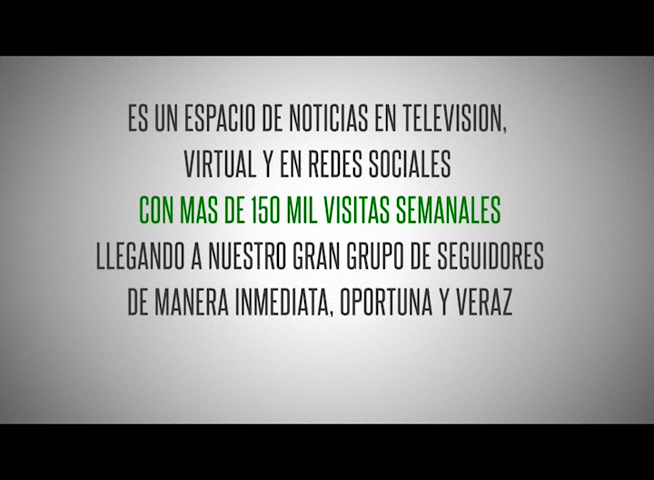 ES UN ESPACIO DE NOTICIAS EN TELEVISION,
VIRTUAL Y EN REDES SOCIALES
CON MAS DE 150 MIL VISITAS SEMANALES
LLEGANDO A NUESTRO GRAN GRUPO DE SEGUIDORES
DE MANERA INMEDIATA, OPORTUNA Y VERAZ